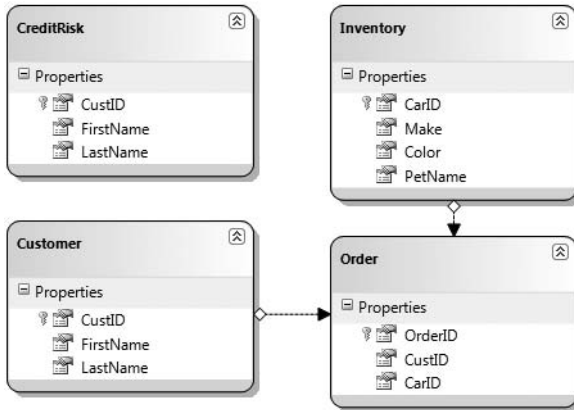 CreditRisk
Properties
CustID
FirstName
LastName
Inventory
Properties
CarID
Make
Color
PetName
Customer
Properties
CustID
FirstName
LastName
Order
Properties
OrderID
CustID
CarID